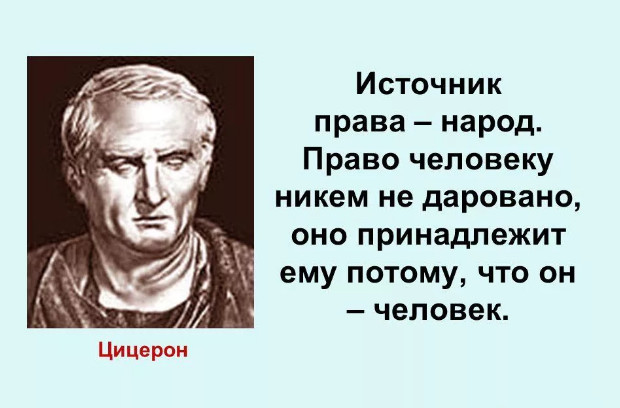 Источник
права – народ.
Право человеку
никем не даровано,
оно принадлежит
ему потому, что он
– человек.
Цицерон